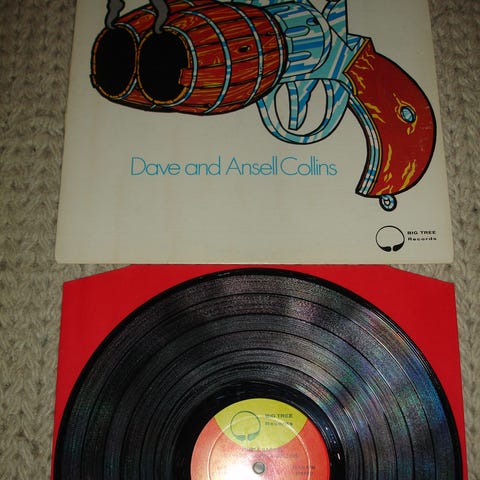 Dave and Ansell Collins
BIG TREE
Records
BIG TREE
Records